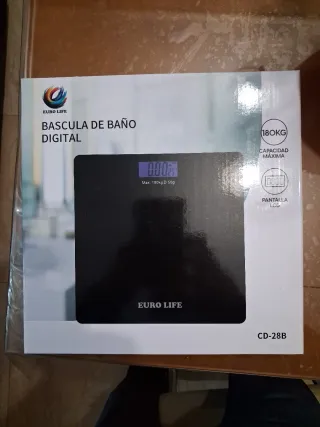 EURO LIFE
BASCULA DE BAÑO
DIGITAL
180KG
CAPACIDAD
MÁXIMA
PANTALLA
EURO LIFE
CD-28B